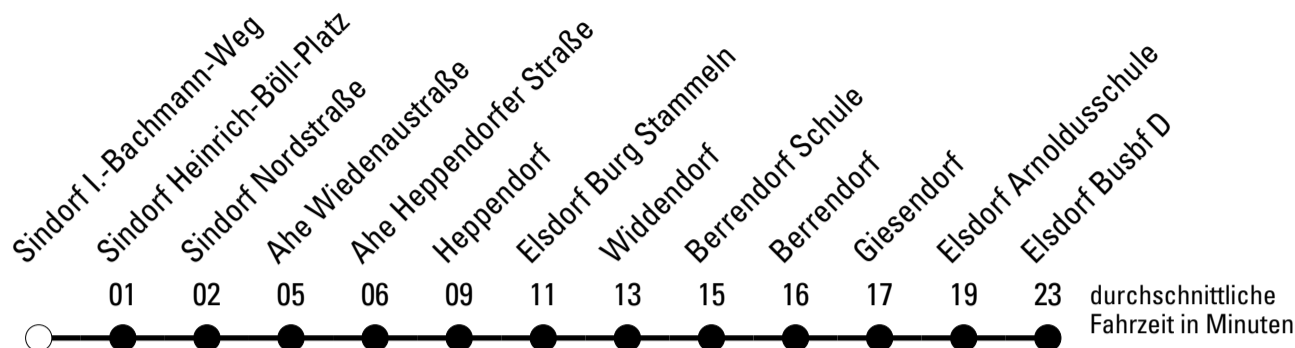 Sindorf I.-Bachmann-Weg
Sindorf Heinrich-Böll-Platz
Sindorf Nordstraße
Ahe Wiedenaustraße
Ahe Heppendorfer Straße
Heppendorf
Elsdorf Burg Stammeln
Widdendorf
Berrendorf Schule
Berrendorf
Giesendorf
Elsdorf Arnoldusschule
Elsdorf Busbf D
01 02 05 06 09 11 13 15 16 17 19 23
durchschnittliche
Fahrzeit in Minuten